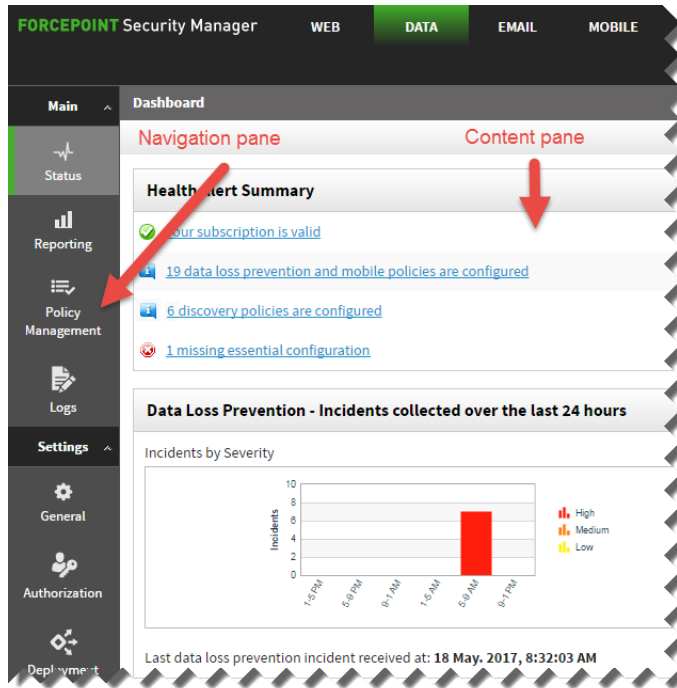 FORCEPOINT Security Manager WEB DATA EMAIL MOBILE
Main
Dashboard
Navigation pane
Content pane
Status
Health Alert Summary
Your subscription is valid
Reporting
19 data loss prevention and mobile policies are configured
Policy
Management
6 discovery policies are configured
1 missing essential configuration
Logs
Data Loss Prevention - Incidents collected over the last 24 hours
Settings
Incidents by Severity
General
Incidents
10
8
6
4
2
0
1-5 PM
5-9 PM
9-1 AM
1-5 AM
5-9 AM
9-1 PM
High
Medium
Low
Authorization
Last data loss prevention incident received at: 18 May. 2017, 8:32:03 AM
Deployment